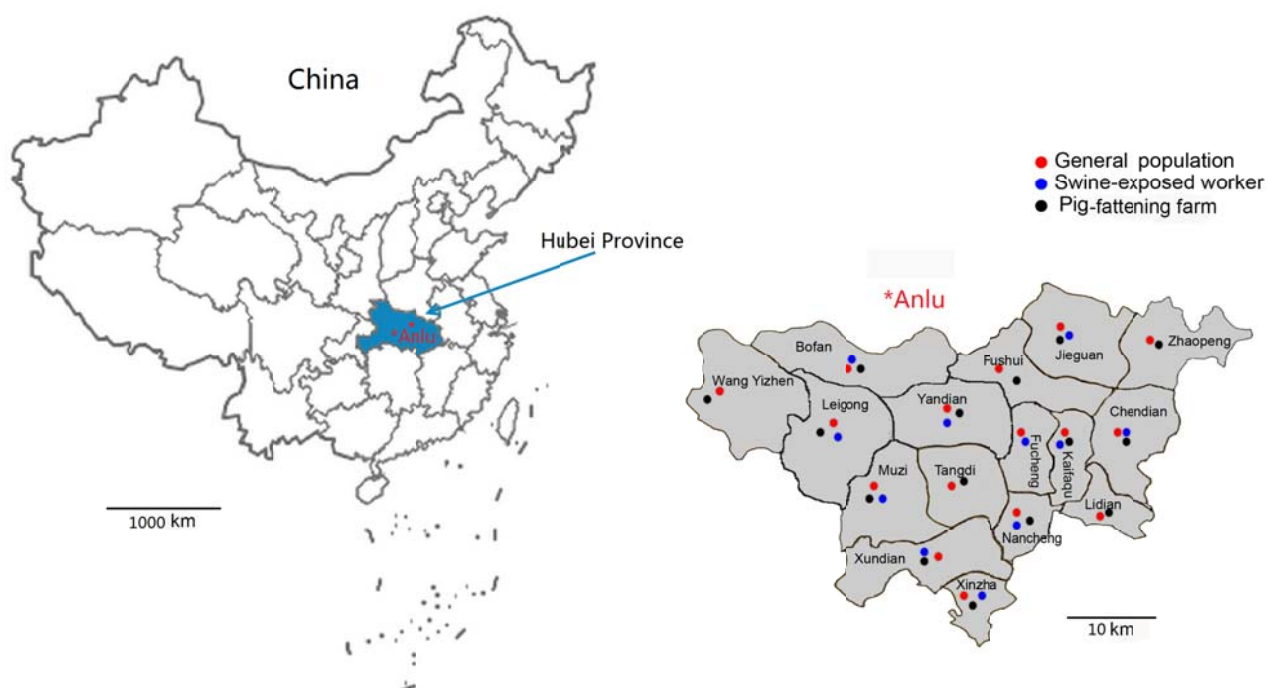 China
Hubei Province
*Anlu
1000 km
General population
Swine-exposed worker
Pig-fattening farm
*Anlu
Bofan
Fushui
Jieguan
Zhaopeng
Wang Yizhen
Leigong
Yandian
Chendian
Fucheng
Kaifaqu
Muzi
Tangdi
Lidian
Nancheng
Xundian
Xinzha
10 km